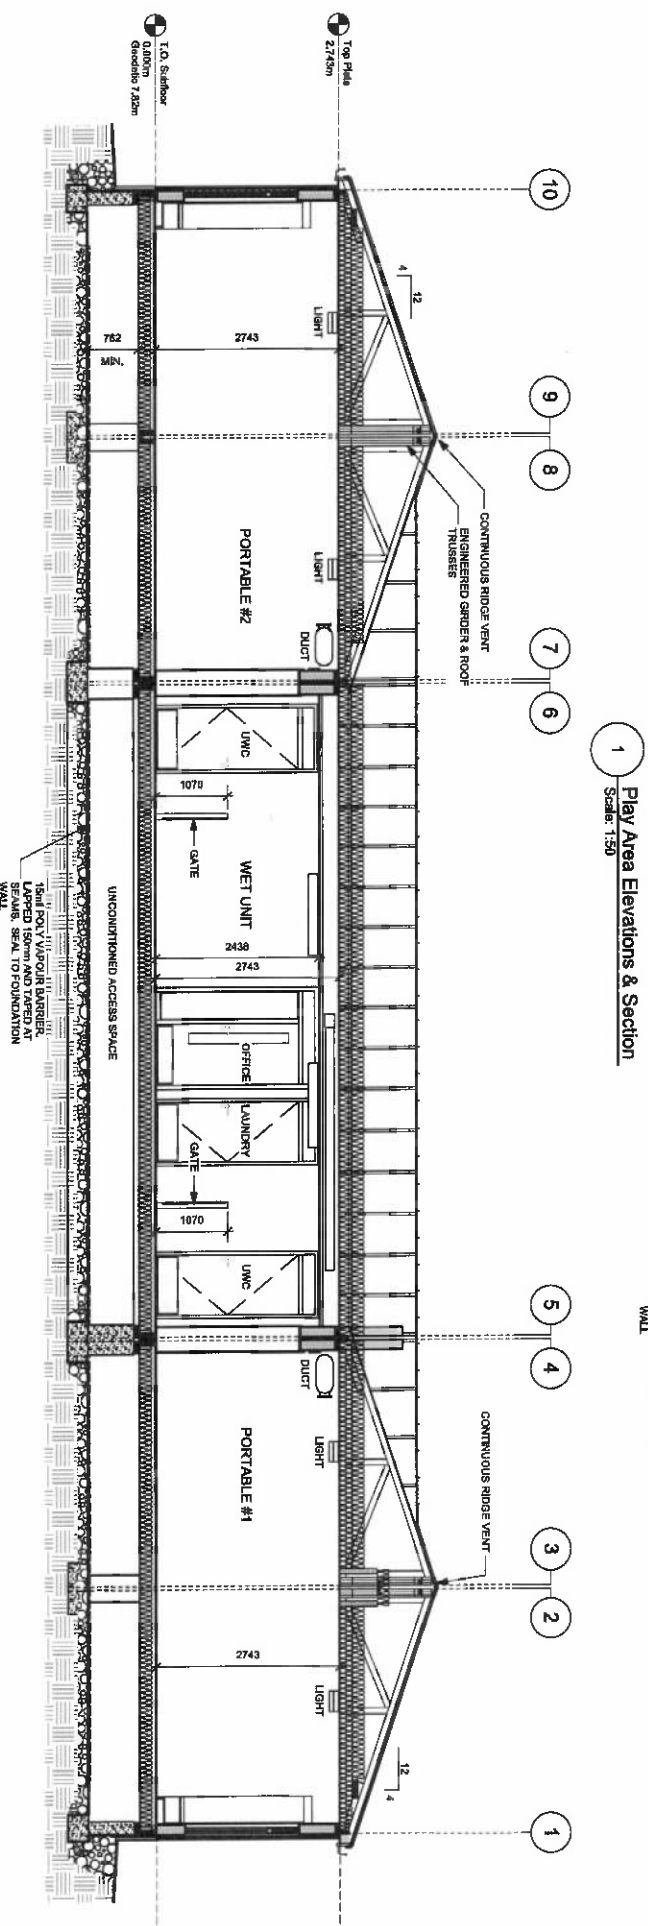 1
Play Area Elevations & Section
Scale: 1:50
WALL
10
9
8
7
6
5
4
3
2
1
CONTINUOUS RIDGE VENT
ENGINEERED GIRDER & ROOF
TRUSSES
CONTINUOUS RIDGE VENT
12
4
12
4
Top Plate
2.743m
T.O. Subfloor
0.000m
Geodetic 7.82m
LIGHT
LIGHT
DUCT
DUCT
LIGHT
LIGHT
2743
PORTABLE #2
UWC
1070
GATE
WET UNIT
2438
2743
OFFICE
LAUNDRY
GATE
1070
UWC
PORTABLE #1
2743
762
MIN.
UNCONDITIONED ACCESS SPACE
15mil POLY VAPOUR BARRIER,
LAPPED 150mm AND TAPED AT
SEAMS. SEAL TO FOUNDATION
WALL